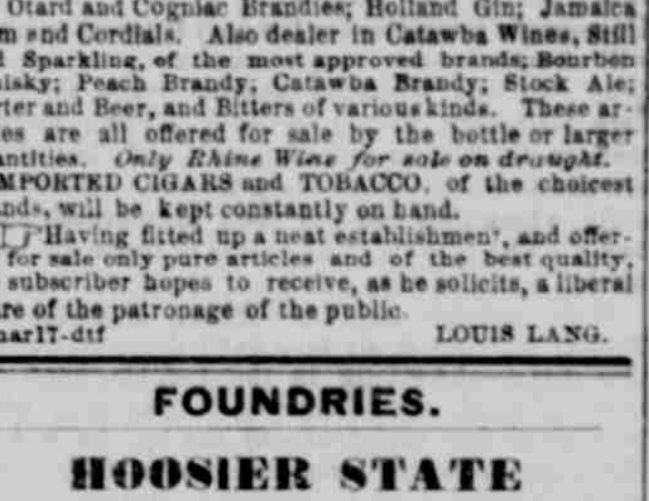 Otard and Cognac Brandies; Holland Gin; Jamaica
m and Cordials. Also dealer in Catawba Wines, Still
d Sparkling, of the most approved brands; Bourbon
hisky; Peach Brandy; Catawba Brandy; Stock Ale;
rter and Beer, and Bitters of various kinds. These ar-
es are all offered for sale by the bottle or larger
antities. Only Rhine Wine for sale on draught.
MPORTED CIGARS and TOBACCO, of the choicest
nds, will be kept constantly on hand.
Having fitted up a neat establishment, and offer-
for sale only pure articles and of the best quality,
subscriber hopes to receive, as he solicits, a liberal
re of the patronage of the public.
mar17-dtf LOUIS LANG.
FOUNDRIES.
HOOSIER STATE